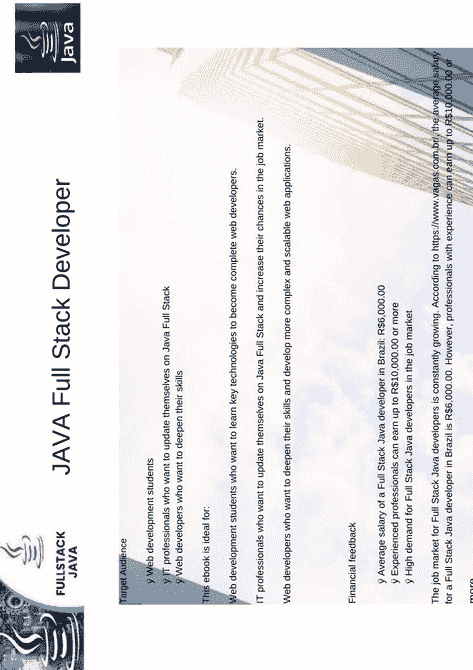 FULLSTACK
JAVA
JAVA Full Stack Developer
Java
Target Audience
ÿ Web development students
ÿ IT professionals who want to update themselves on Java Full Stack
ÿ Web developers who want to deepen their skills
This ebook is ideal for:
Web development students who want to learn key technologies to become complete web developers.
IT professionals who want to update themselves on Java Full Stack and increase their chances in the job market.
Web developers who want to deepen their skills and develop more complex and scalable web applications.
Financial feedback
ÿ Average salary of a Full Stack Java developer in Brazil: R$6,000.00
ÿ Experienced professionals can earn up to R$10,000.00 or more
ÿ High demand for Full Stack Java developers in the job market
The job market for Full Stack Java developers is constantly growing. According to https://www.vagas.com.br/, the average salary
for a Full Stack Java developer in Brazil is R$6,000.00. However, professionals with experience can earn up to R$10,000.00 or
more